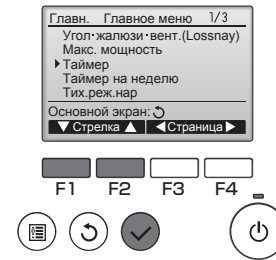 Главн. Главное меню 1/3
Угол·жалюзи·вент.(Lossnay)
Макс. мощность
Таймер
Таймер на неделю
Тих.реж.нар
Основной экран:
▼ Стрелка ▲ ◀Страница▶
F1 F2 F3 F4